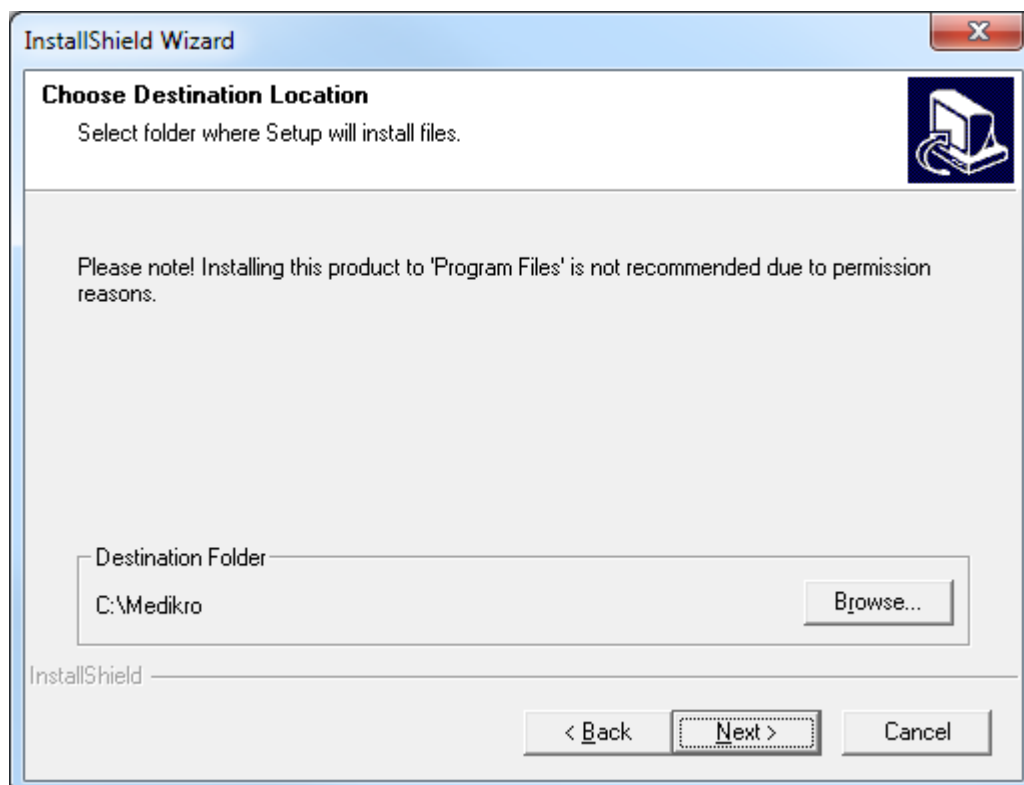 InstallShield Wizard
Choose Destination Location
Select folder where Setup will install files.
Please note! Installing this product to 'Program Files' is not recommended due to permission
reasons.
Destination Folder
C:\Medikro
Browse...
InstallShield
< Back Next > Cancel